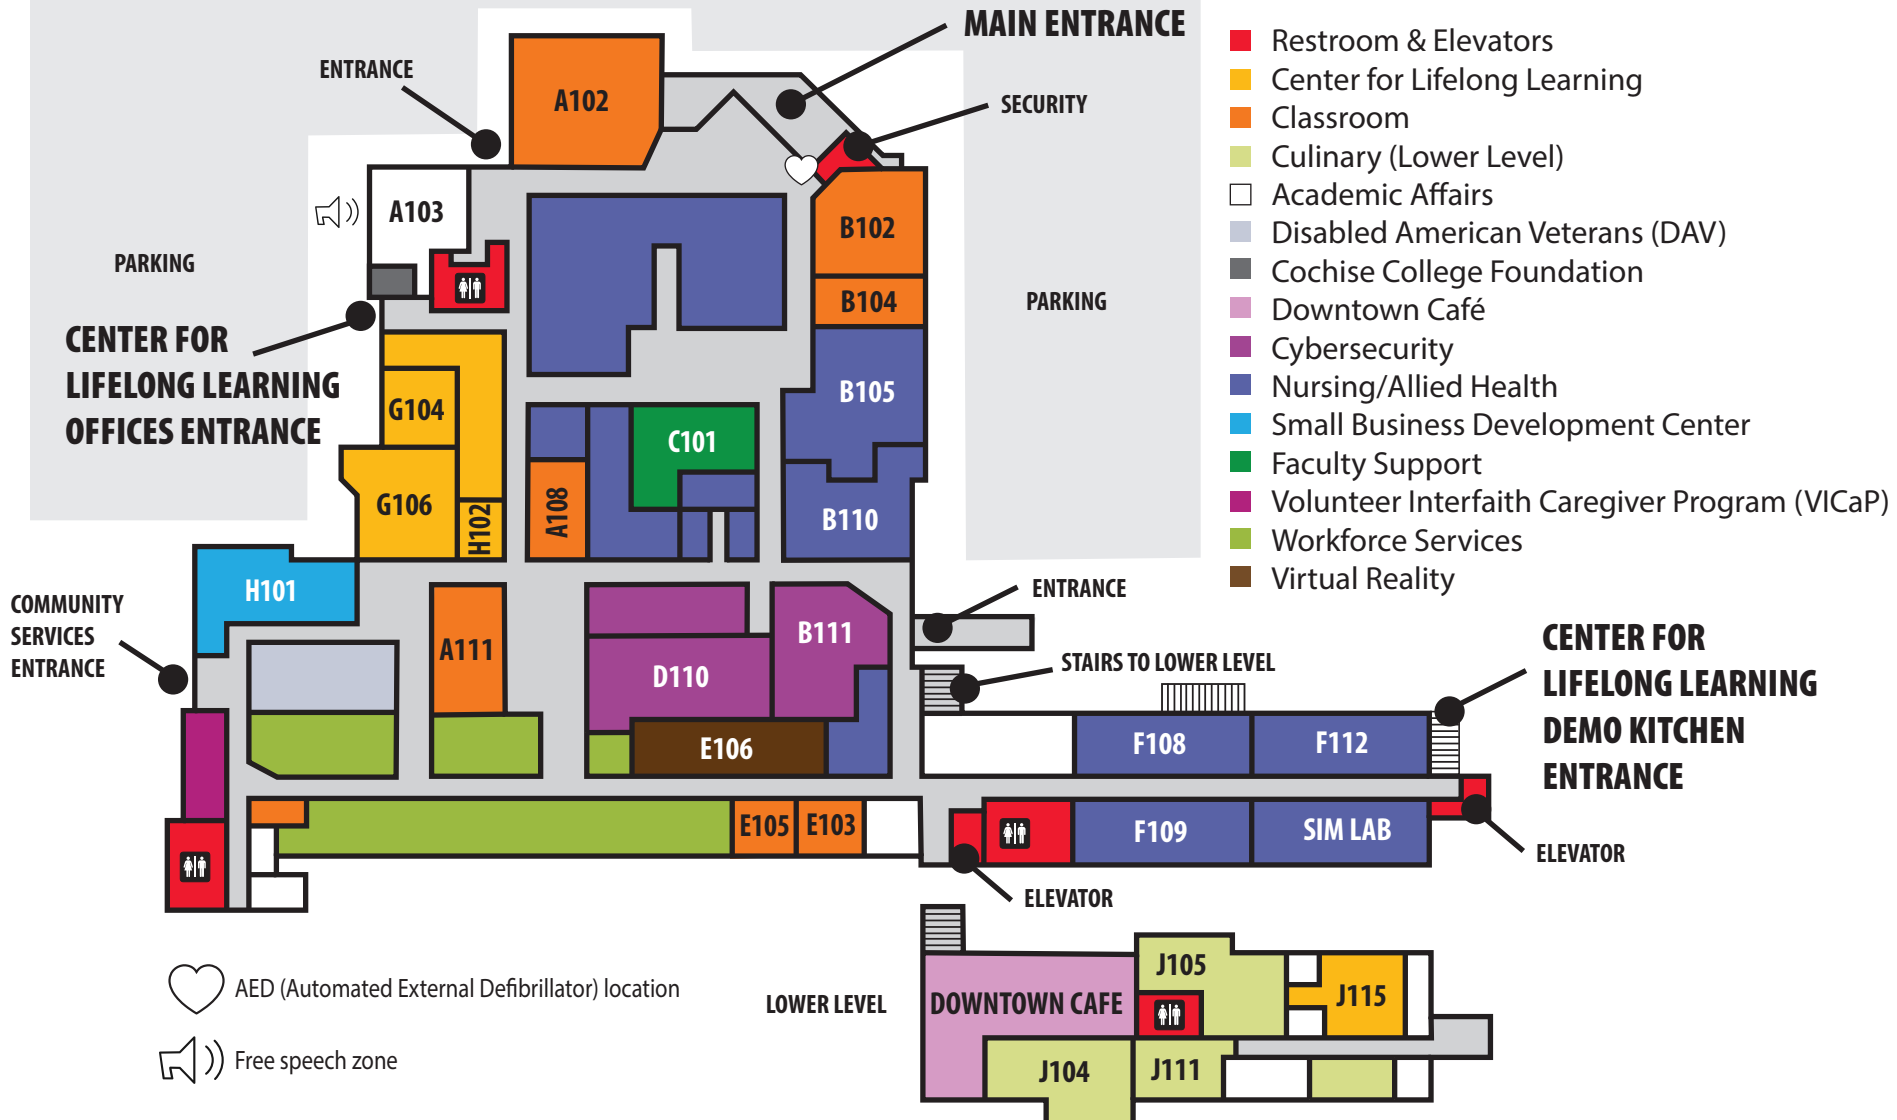 MAIN ENTRANCE
ENTRANCE
SECURITY
A102
A103
B102
B104
B105
PARKING
PARKING
CENTER FOR
LIFELONG LEARNING
OFFICES ENTRANCE
G104
G106
H102
A108
C101
B110
H101
COMMUNITY
SERVICES
ENTRANCE
A111
D110
B111
E106
ENTRANCE
STAIRS TO LOWER LEVEL
F108
F112
CENTER FOR
LIFELONG LEARNING
DEMO KITCHEN
ENTRANCE
E105
E103
F109
SIM LAB
ELEVATOR
ELEVATOR
LOWER LEVEL
DOWNTOWN CAFE
J105
J115
J104
J111
AED (Automated External Defibrillator) location
Free speech zone
Restroom & Elevators
Center for Lifelong Learning
Classroom
Culinary (Lower Level)
Academic Affairs
Disabled American Veterans (DAV)
Cochise College Foundation
Downtown Café
Cybersecurity
Nursing/Allied Health
Small Business Development Center
Faculty Support
Volunteer Interfaith Caregiver Program (VICaP)
Workforce Services
Virtual Reality